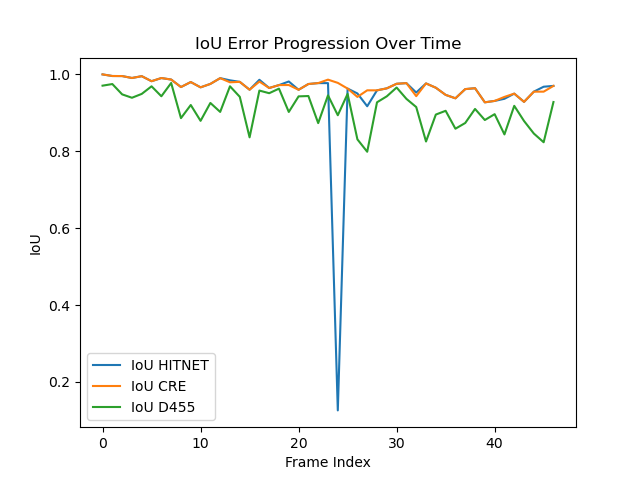 IoU Error Progression Over Time
1.0
0.8
0.6
0.4
0.2
IoU
IoU HITNET
IoU CRE
IoU D455
0 10 20 30 40
Frame Index